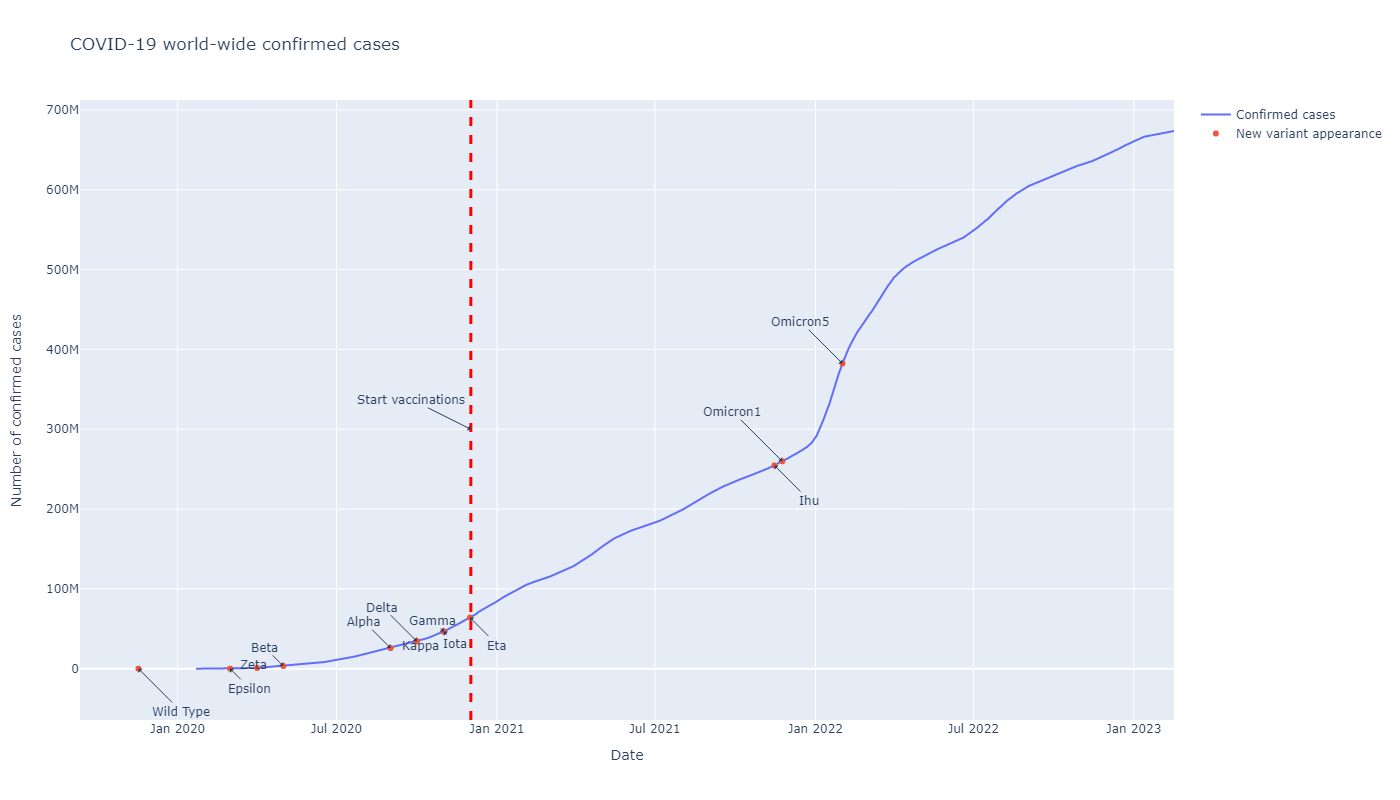 COVID-19 world-wide confirmed cases
Confirmed cases
New variant appearance
700M
600M
500M
400M
300M
200M
100M
0
Number of confirmed cases
Omicron5
Start vaccinations
Omicron1
Ihu
Delta
Alpha
Gamma
Kappa
Iota
Eta
Beta
Zeta
Epsilon
Wild Type
Jan 2020
Jul 2020
Jan 2021
Jul 2021
Jan 2022
Jul 2022
Jan 2023
Date